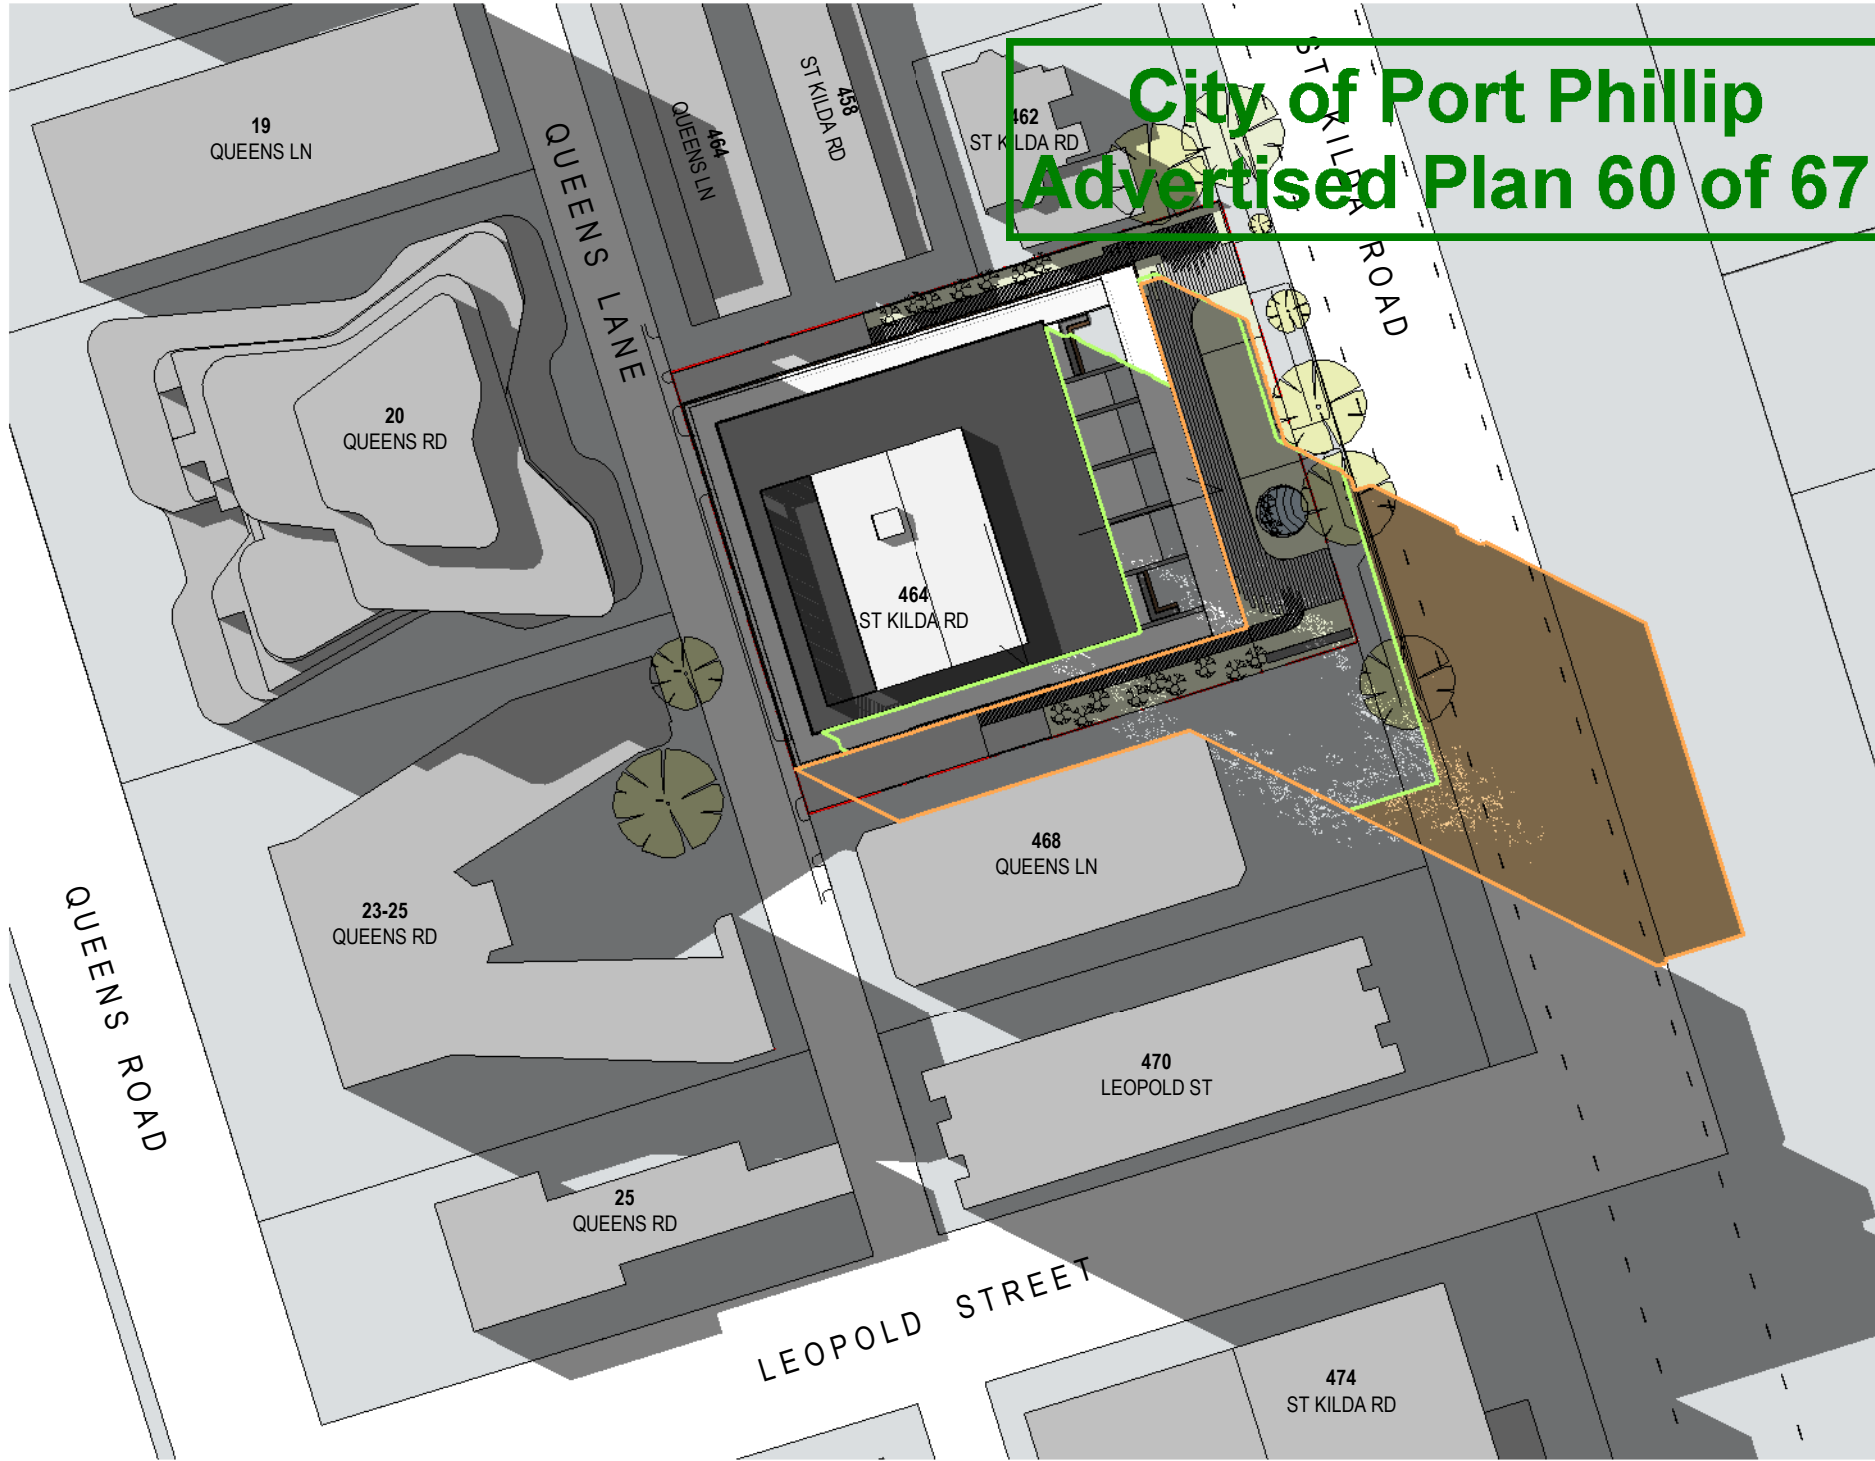 City of Port Phillip
Advertised Plan 60 of 67
19
QUEENS LN
QUEENS LANE
464
QUEENS LN
458
ST KILDA RD
462
ST KILDA RD
ST KILDA ROAD
20
QUEENS RD
464
ST KILDA RD
468
QUEENS LN
23-25
QUEENS RD
QUEENS ROAD
470
LEOPOLD ST
25
QUEENS RD
LEOPOLD STREET
474
ST KILDA RD